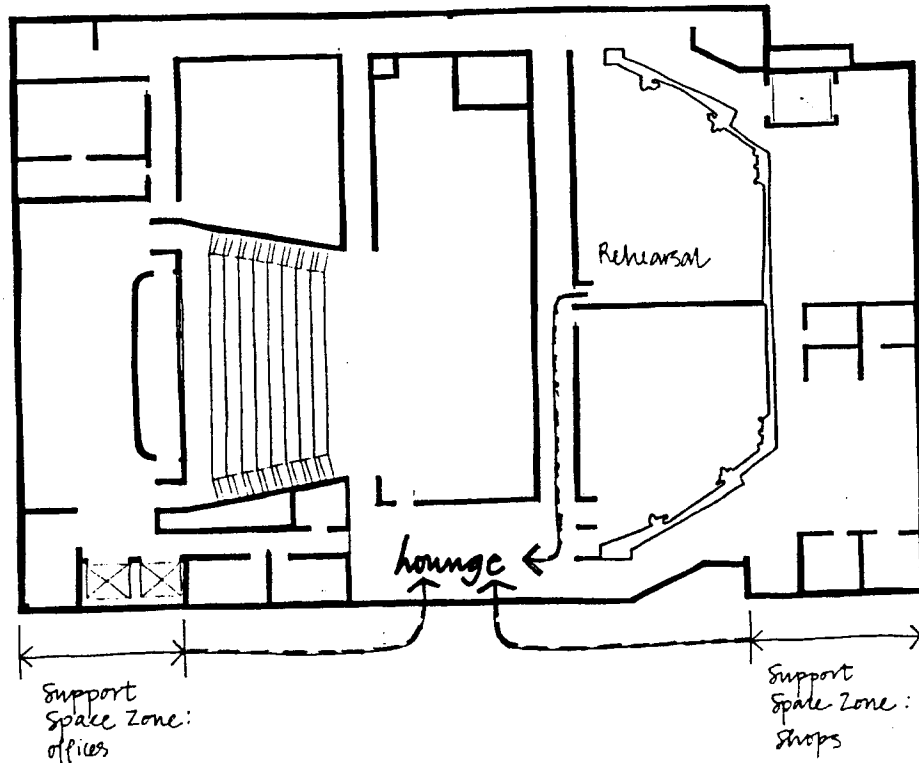 Rehearsal
Lounge
Support
Space Zone:
offices
Support
Space Zone:
Shops